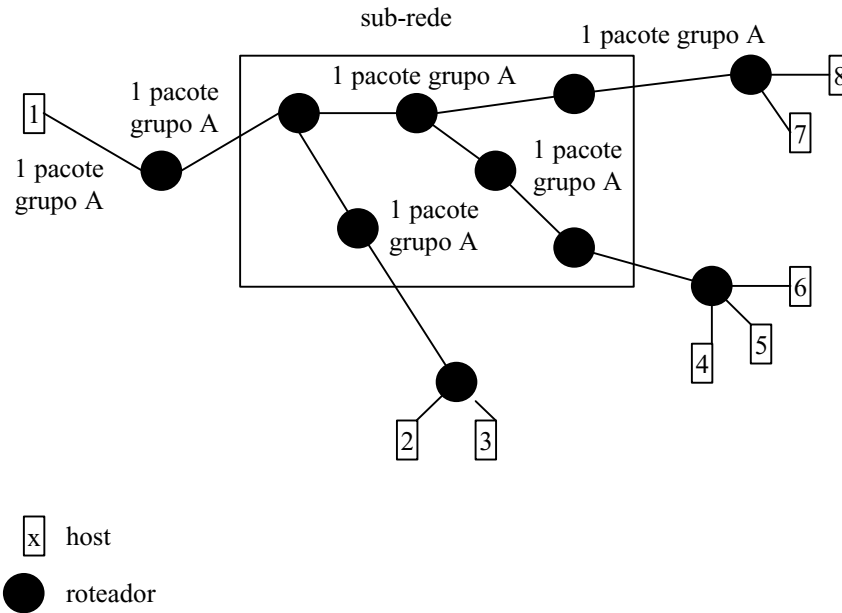 sub-rede
1 pacote grupo A
1 pacote grupo A
1 pacote
grupo A
1
8
7
1 pacote
grupo A
1 pacote
grupo A
1 pacote
grupo A
6
5
4
2
3
x host
roteador